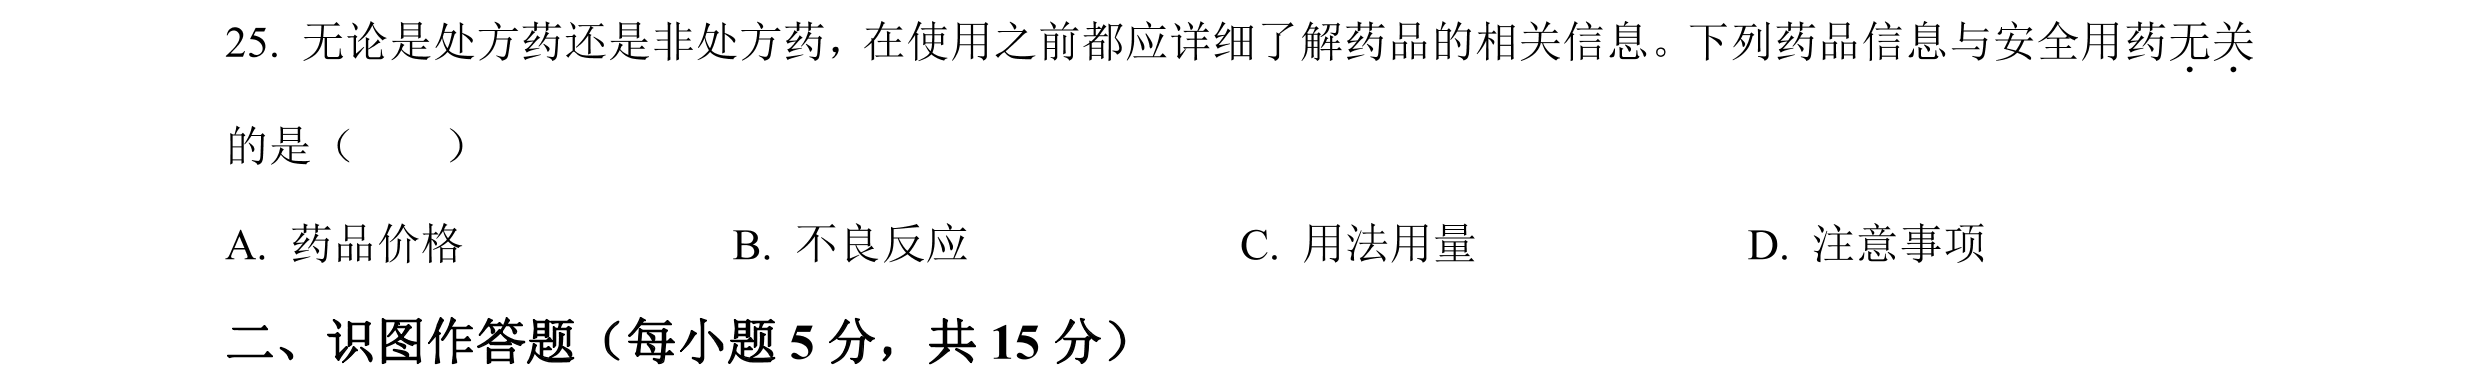 25. 无论是处方药还是非处方药，在使用之前都应详细了解药品的相关信息。下列药品信息与安全用药无关
的是（　　）
A. 药品价格 B. 不良反应 C. 用法用量 D. 注意事项
二、识图作答题（每小题 5 分，共 15 分）